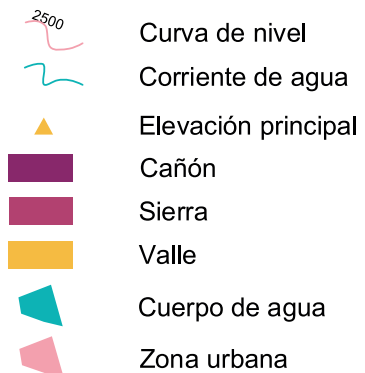 2500
Curva de nivel
Corriente de agua
Elevación principal
Cañón
Sierra
Valle
Cuerpo de agua
Zona urbana